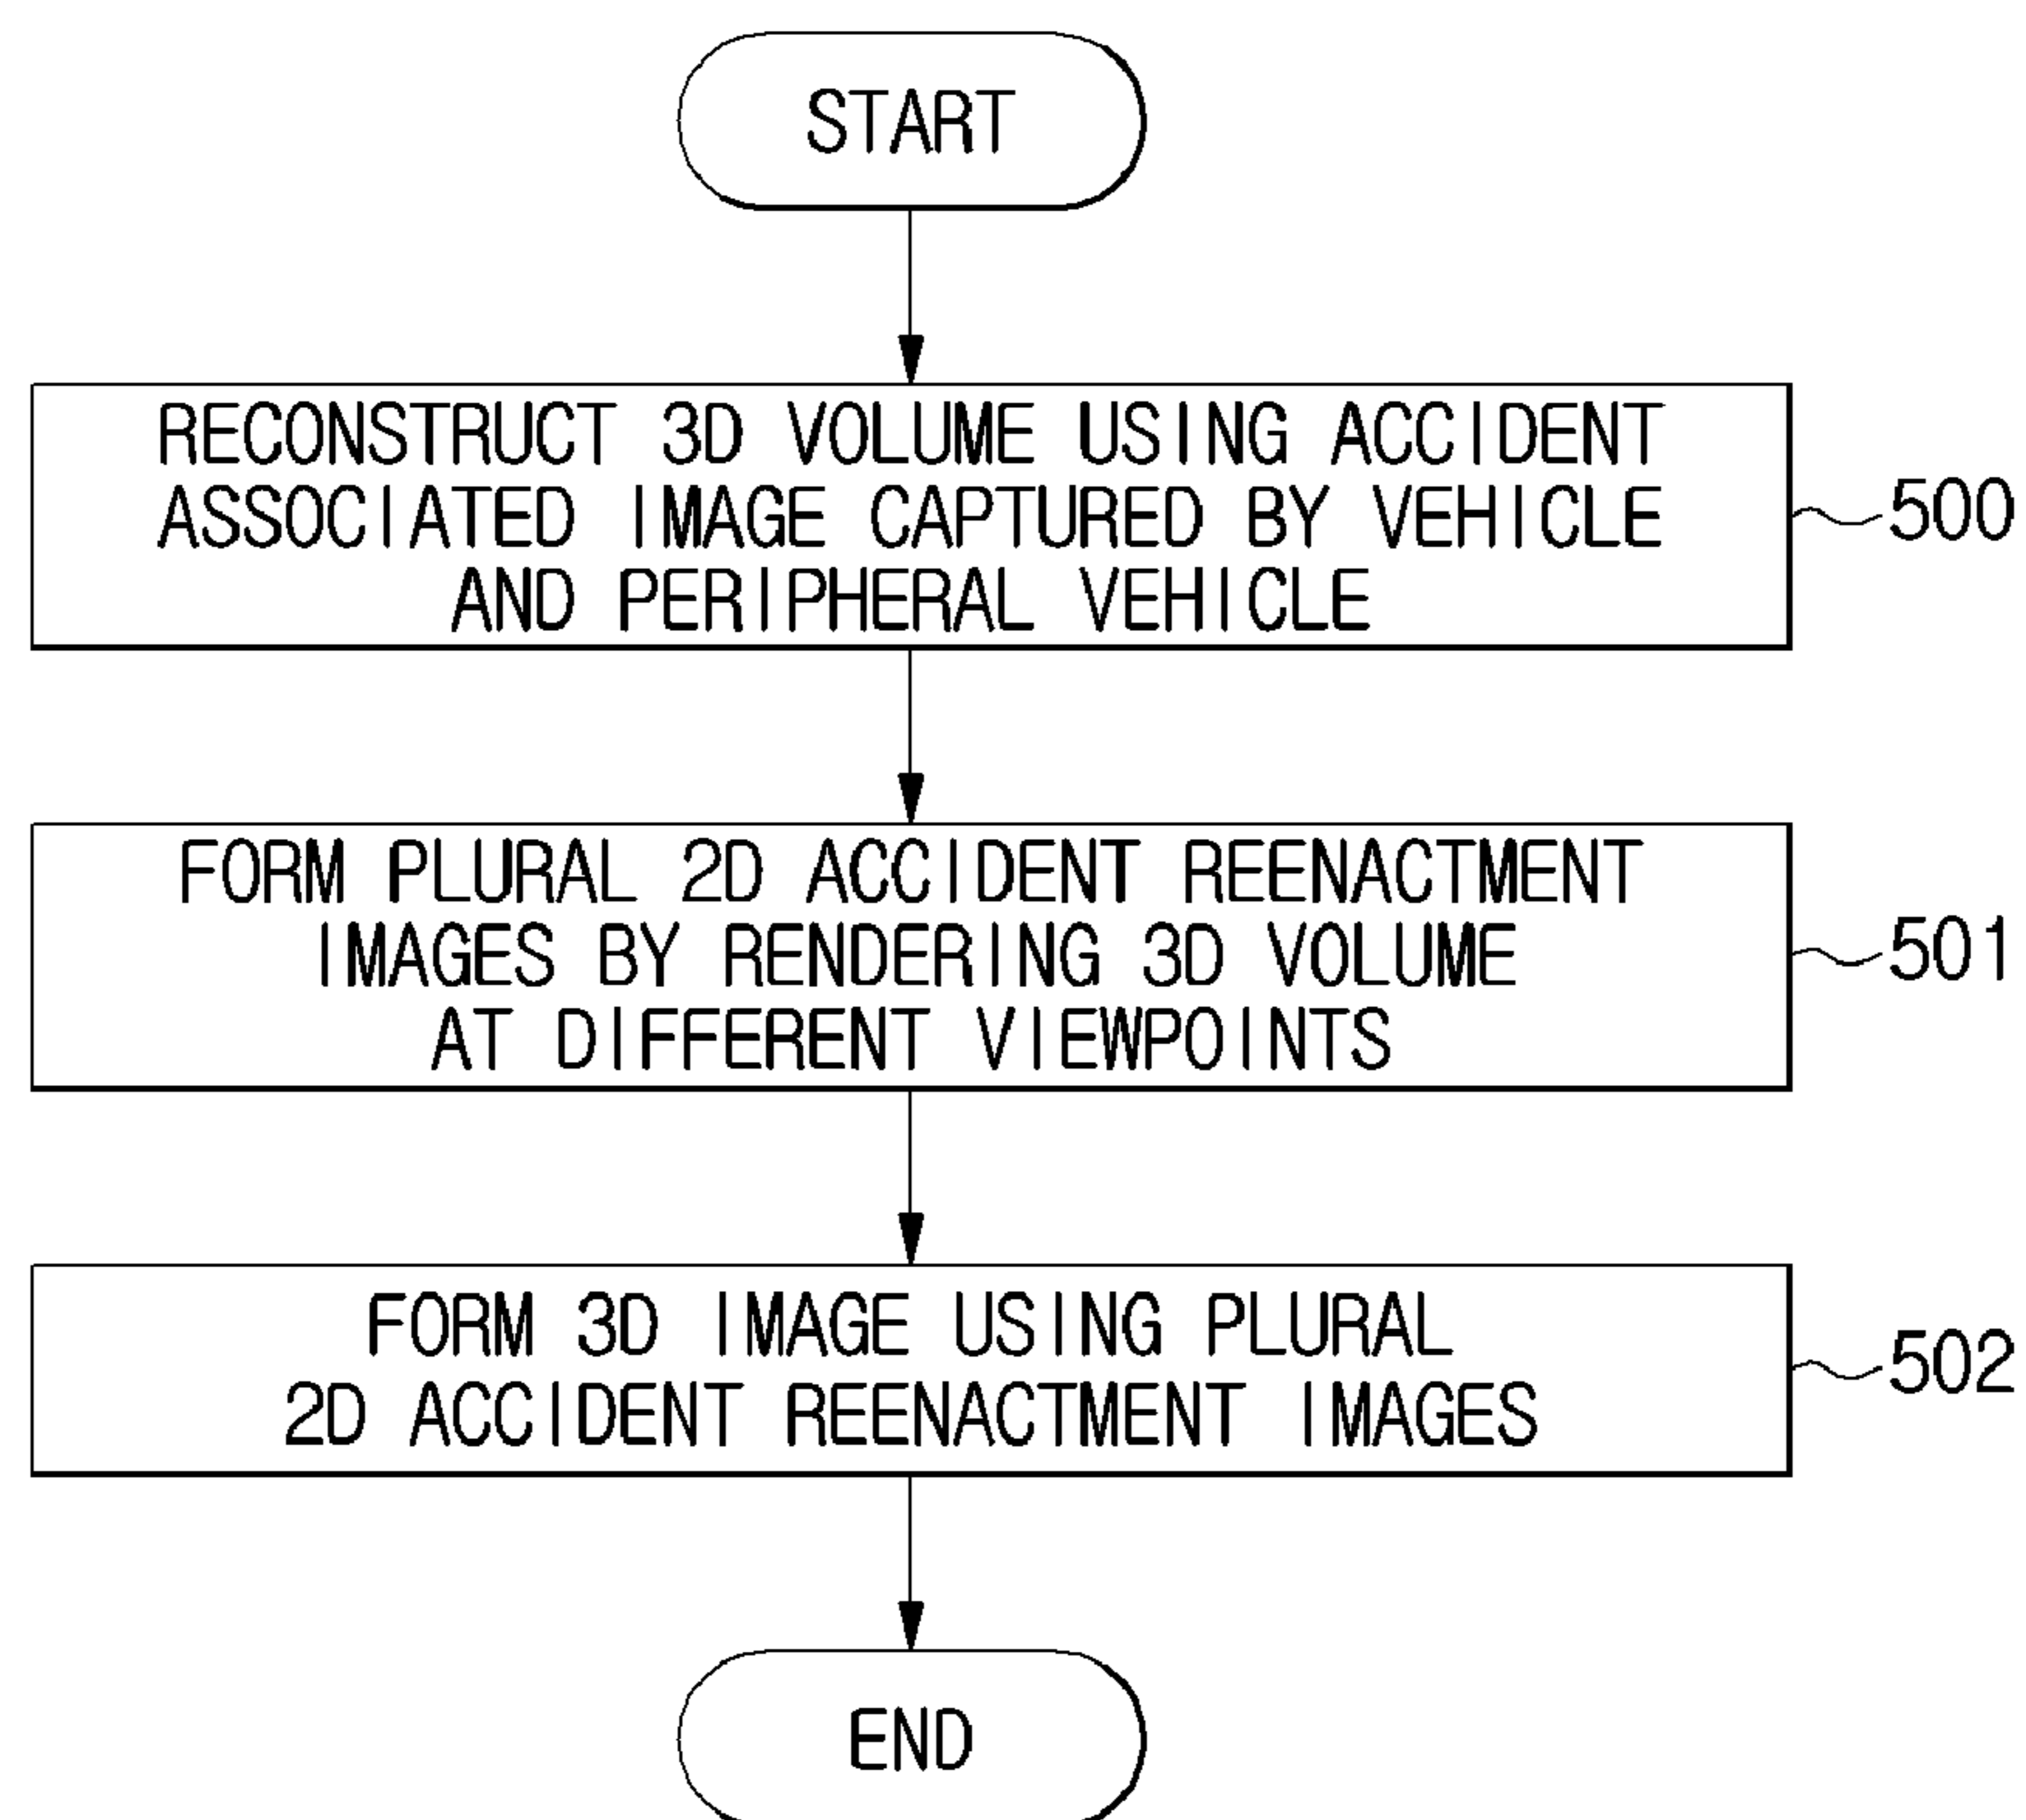 START
RECONSTRUCT 3D VOLUME USING ACCIDENT
ASSOCIATED IMAGE CAPTURED BY VEHICLE
AND PERIPHERAL VEHICLE
500
FORM PLURAL 2D ACCIDENT REENACTMENT
IMAGES BY RENDERING 3D VOLUME
AT DIFFERENT VIEWPOINTS
501
FORM 3D IMAGE USING PLURAL
2D ACCIDENT REENACTMENT IMAGES
502
END